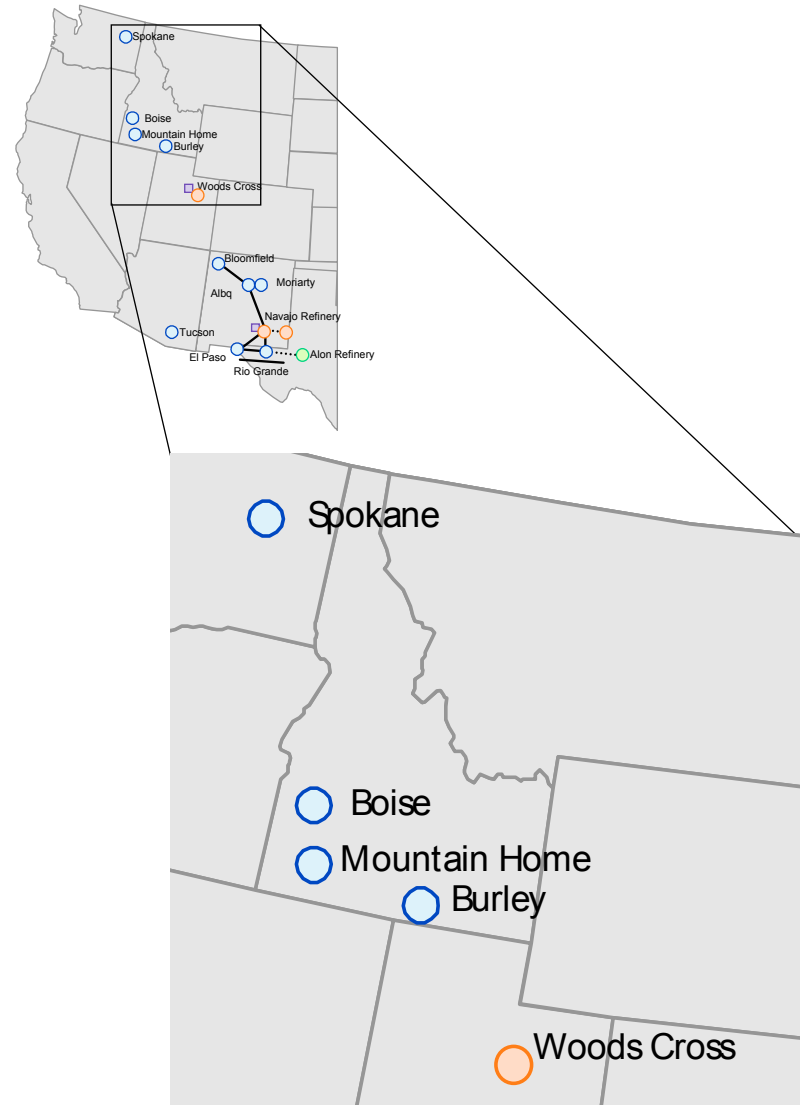 Spokane
Boise
Mountain Home
Burley
Woods Cross
Bloomfield
Moriarty
Albq
Navajo Refinery
Tucson
El Paso
Alon Refinery
Rio Grande
Spokane
Boise
Mountain Home
Burley
Woods Cross